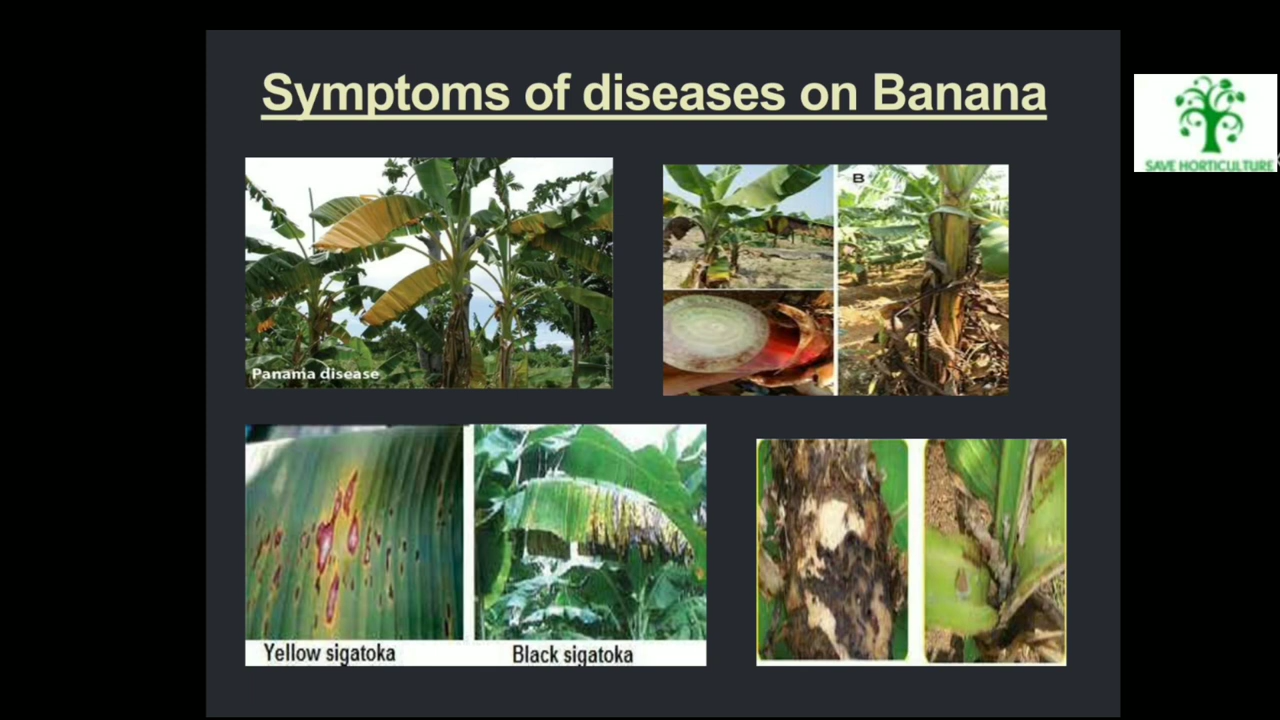 Symptoms of diseases on Banana
B
SAVE HORTICULTURE
Panama disease
Yellow sigatoka
Black sigatoka